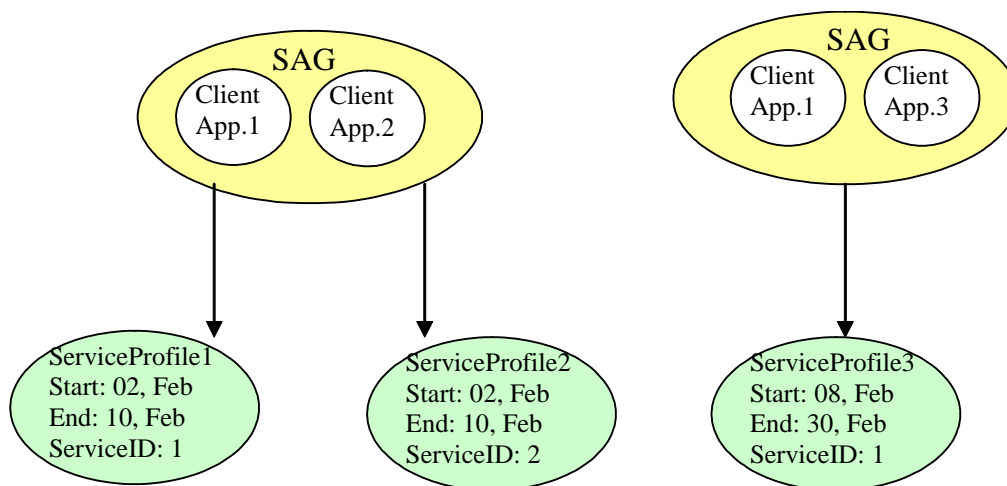 SAG
Client
App.1
Client
App.2
SAG
Client
App.1
Client
App.3
ServiceProfile1
Start: 02, Feb
End: 10, Feb
ServiceID: 1
ServiceProfile2
Start: 02, Feb
End: 10, Feb
ServiceID: 2
ServiceProfile3
Start: 08, Feb
End: 30, Feb
ServiceID: 1